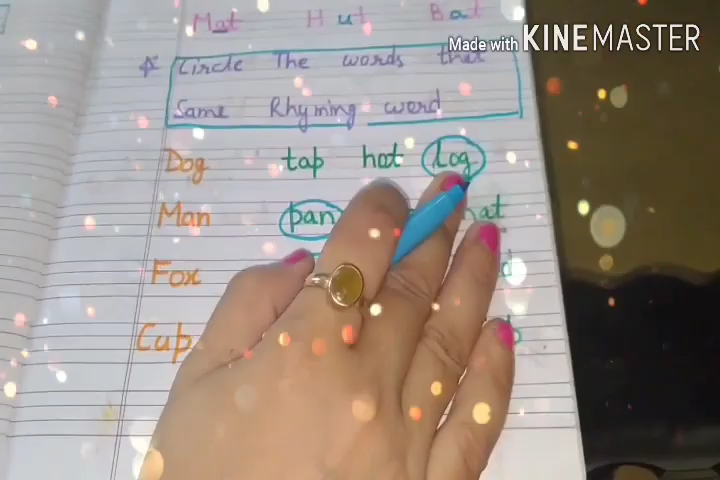 Mat Hut Bat
Made with KINEMASTER
Circle The words that
Same Rhyming word
Dog tap hot Log
Man pan
Fox
Cup